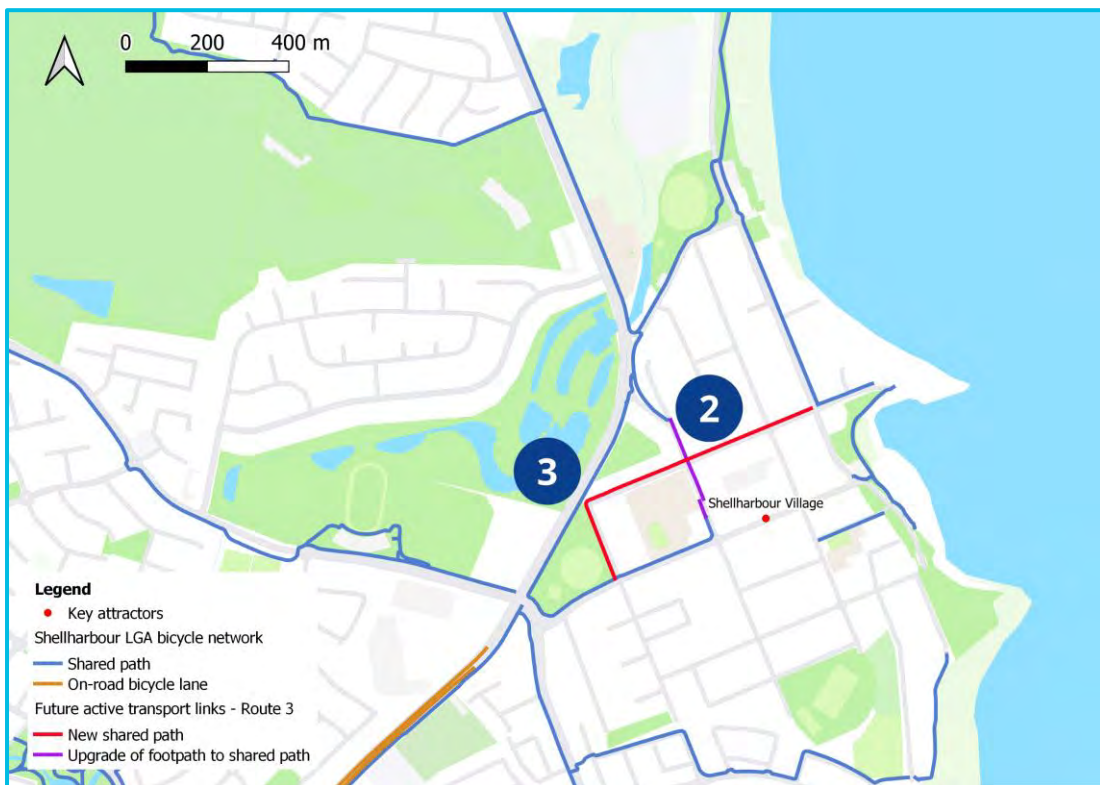 0 200 400 m
2
3
Shellharbour Village
Legend
Key attractors
Shellharbour LGA bicycle network
Shared path
On-road bicycle lane
Future active transport links - Route 3
New shared path
Upgrade of footpath to shared path